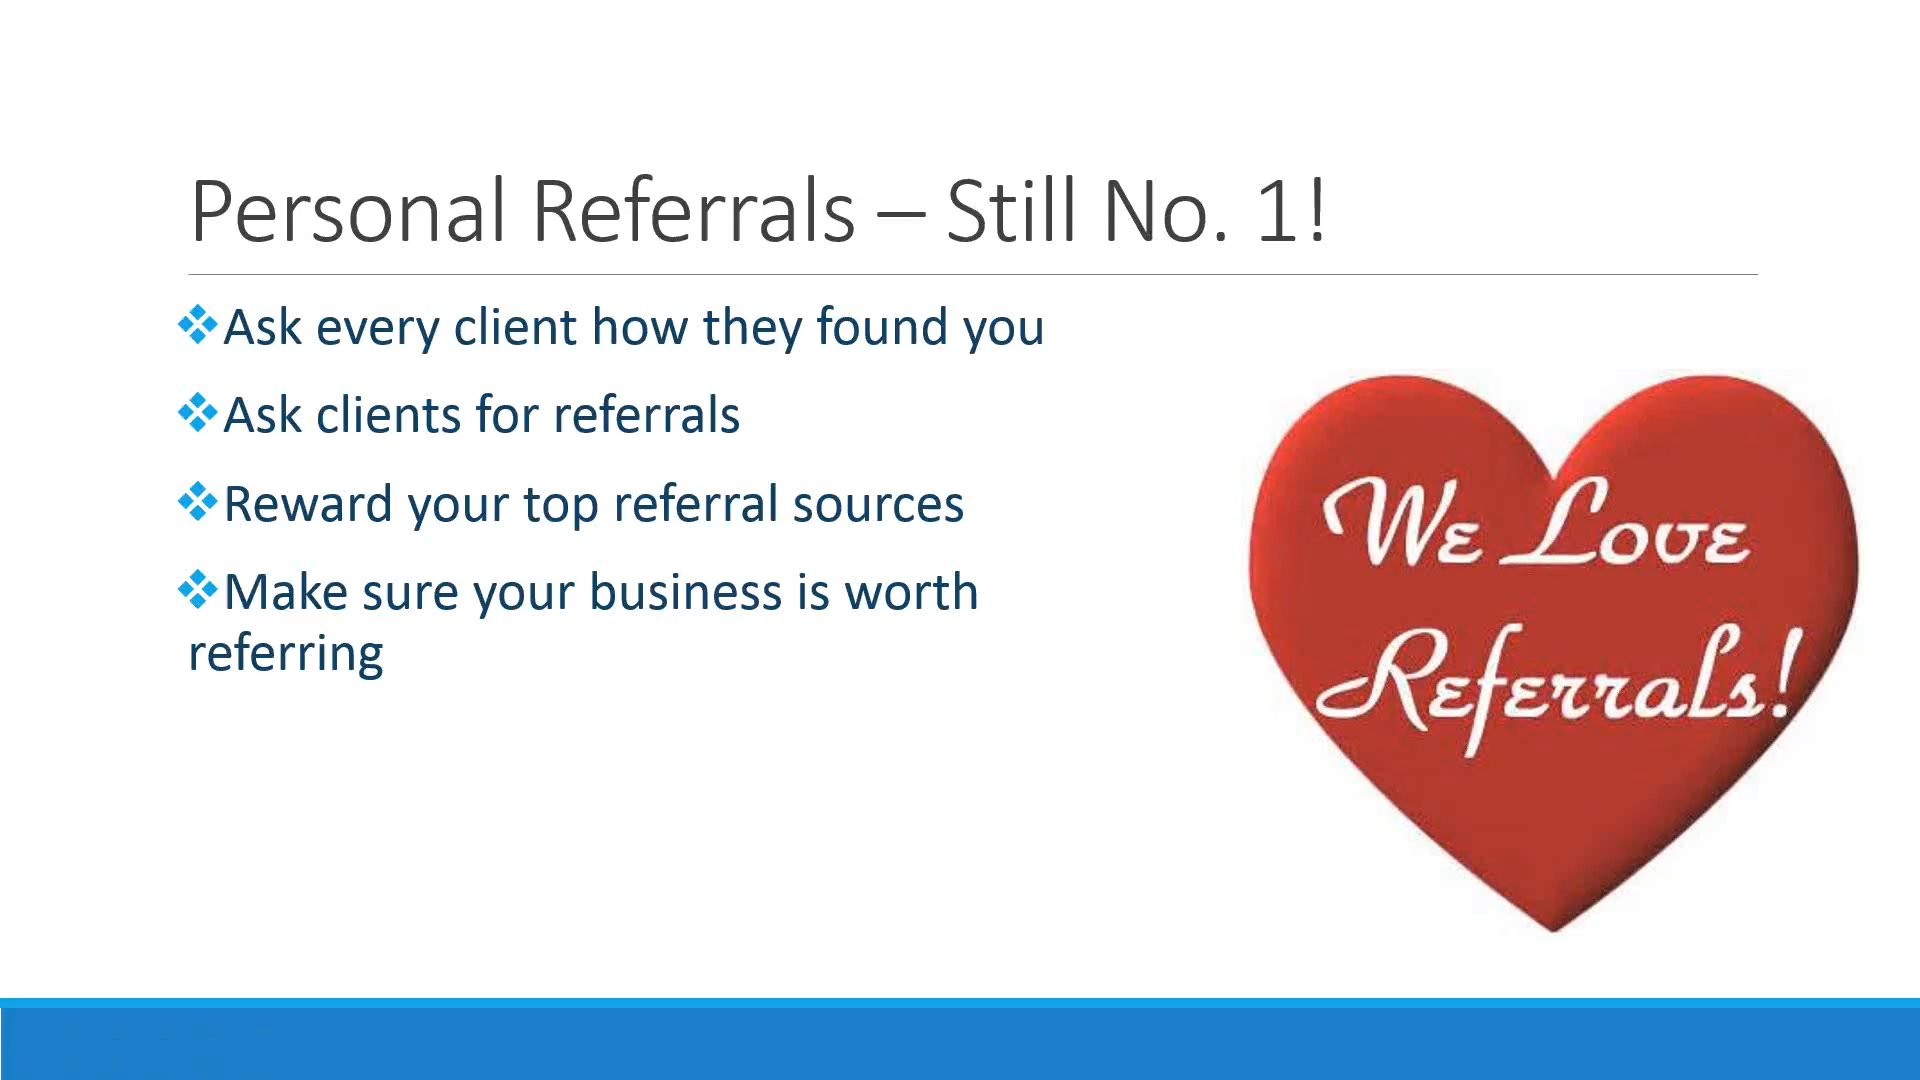 Personal Referrals – Still No. 1!
❖Ask every client how they found you
❖Ask clients for referrals
❖Reward your top referral sources
❖Make sure your business is worth
referring
We Love
Referrals!